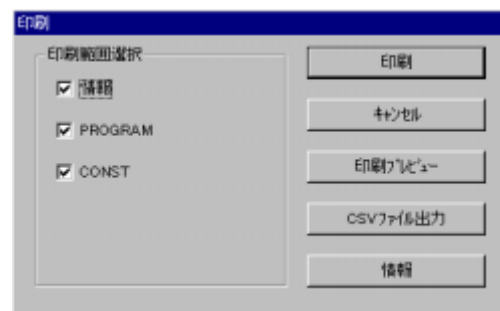 印刷
印刷範囲選択
情報
PROGRAM
CONST
印刷
キャンセル
印刷ﾌﾟﾚﾋﾞｭｰ
CSVファイル出力
情報